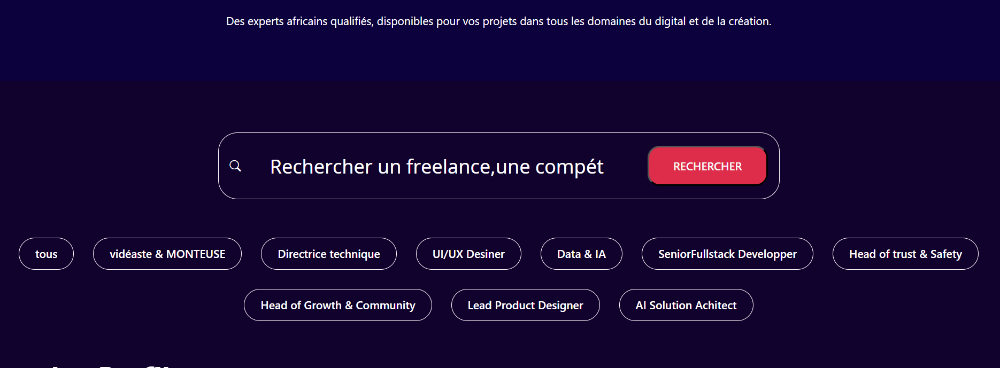 Des experts africains qualifiés, disponibles pour vos projets dans tous les domaines du digital et de la création.
Rechercher un freelance,une compét
RECHERCHER
tous
vidéaste & MONTEUSE
Directrice technique
UI/UX Desiner
Data & IA
SeniorFullstack Developper
Head of trust & Safety
Head of Growth & Community
Lead Product Designer
AI Solution Achitect